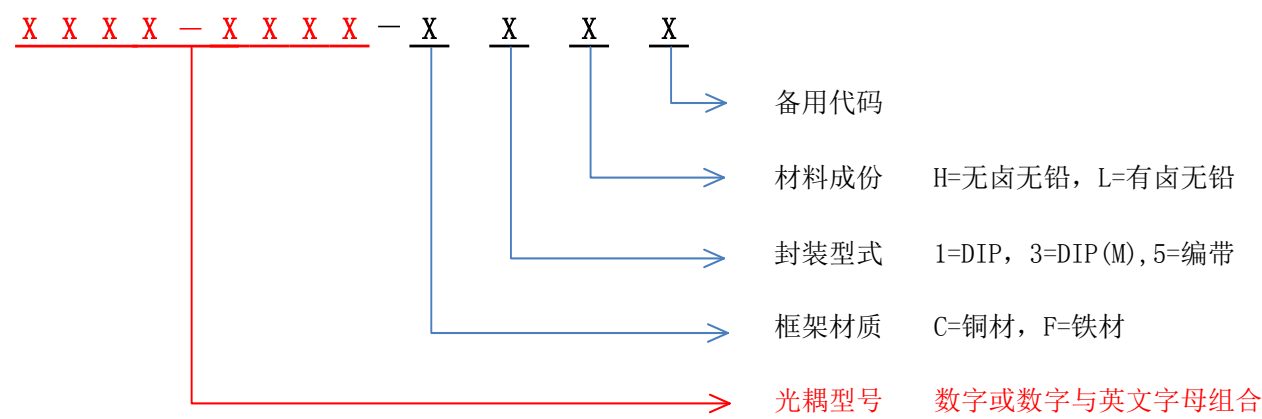 X X X X － X X X X － X X X X
备用代码
材料成份 H=无卤无铅，L=有卤无铅
封装型式 1=DIP，3=DIP(M),5=编带
框架材质 C=铜材，F=铁材
光耦型号 数字或数字与英文字母组合